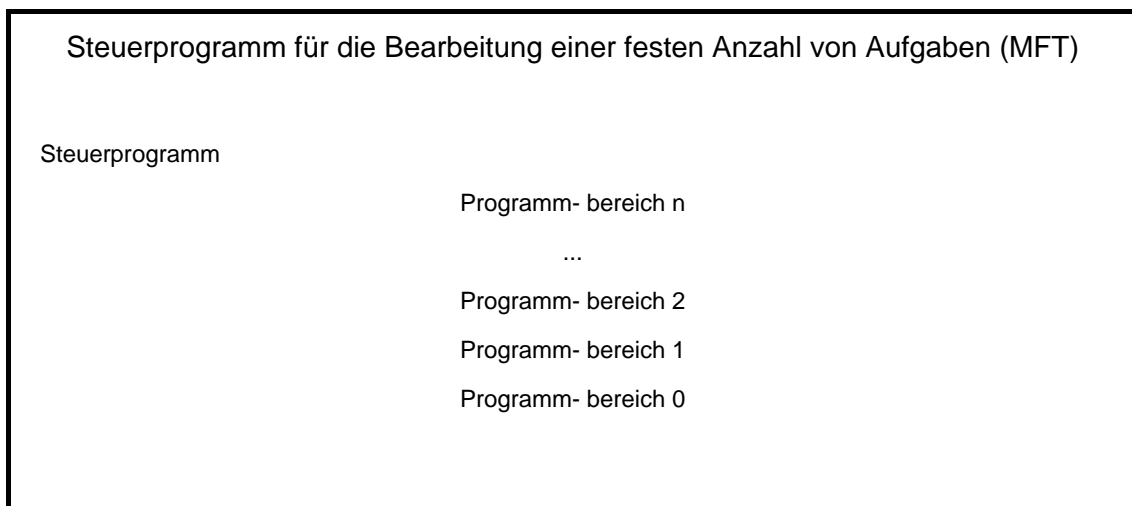 Steuerprogramm für die Bearbeitung einer festen Anzahl von Aufgaben (MFT)
Steuerprogramm
Programm- bereich n
...
Programm- bereich 2
Programm- bereich 1
Programm- bereich 0